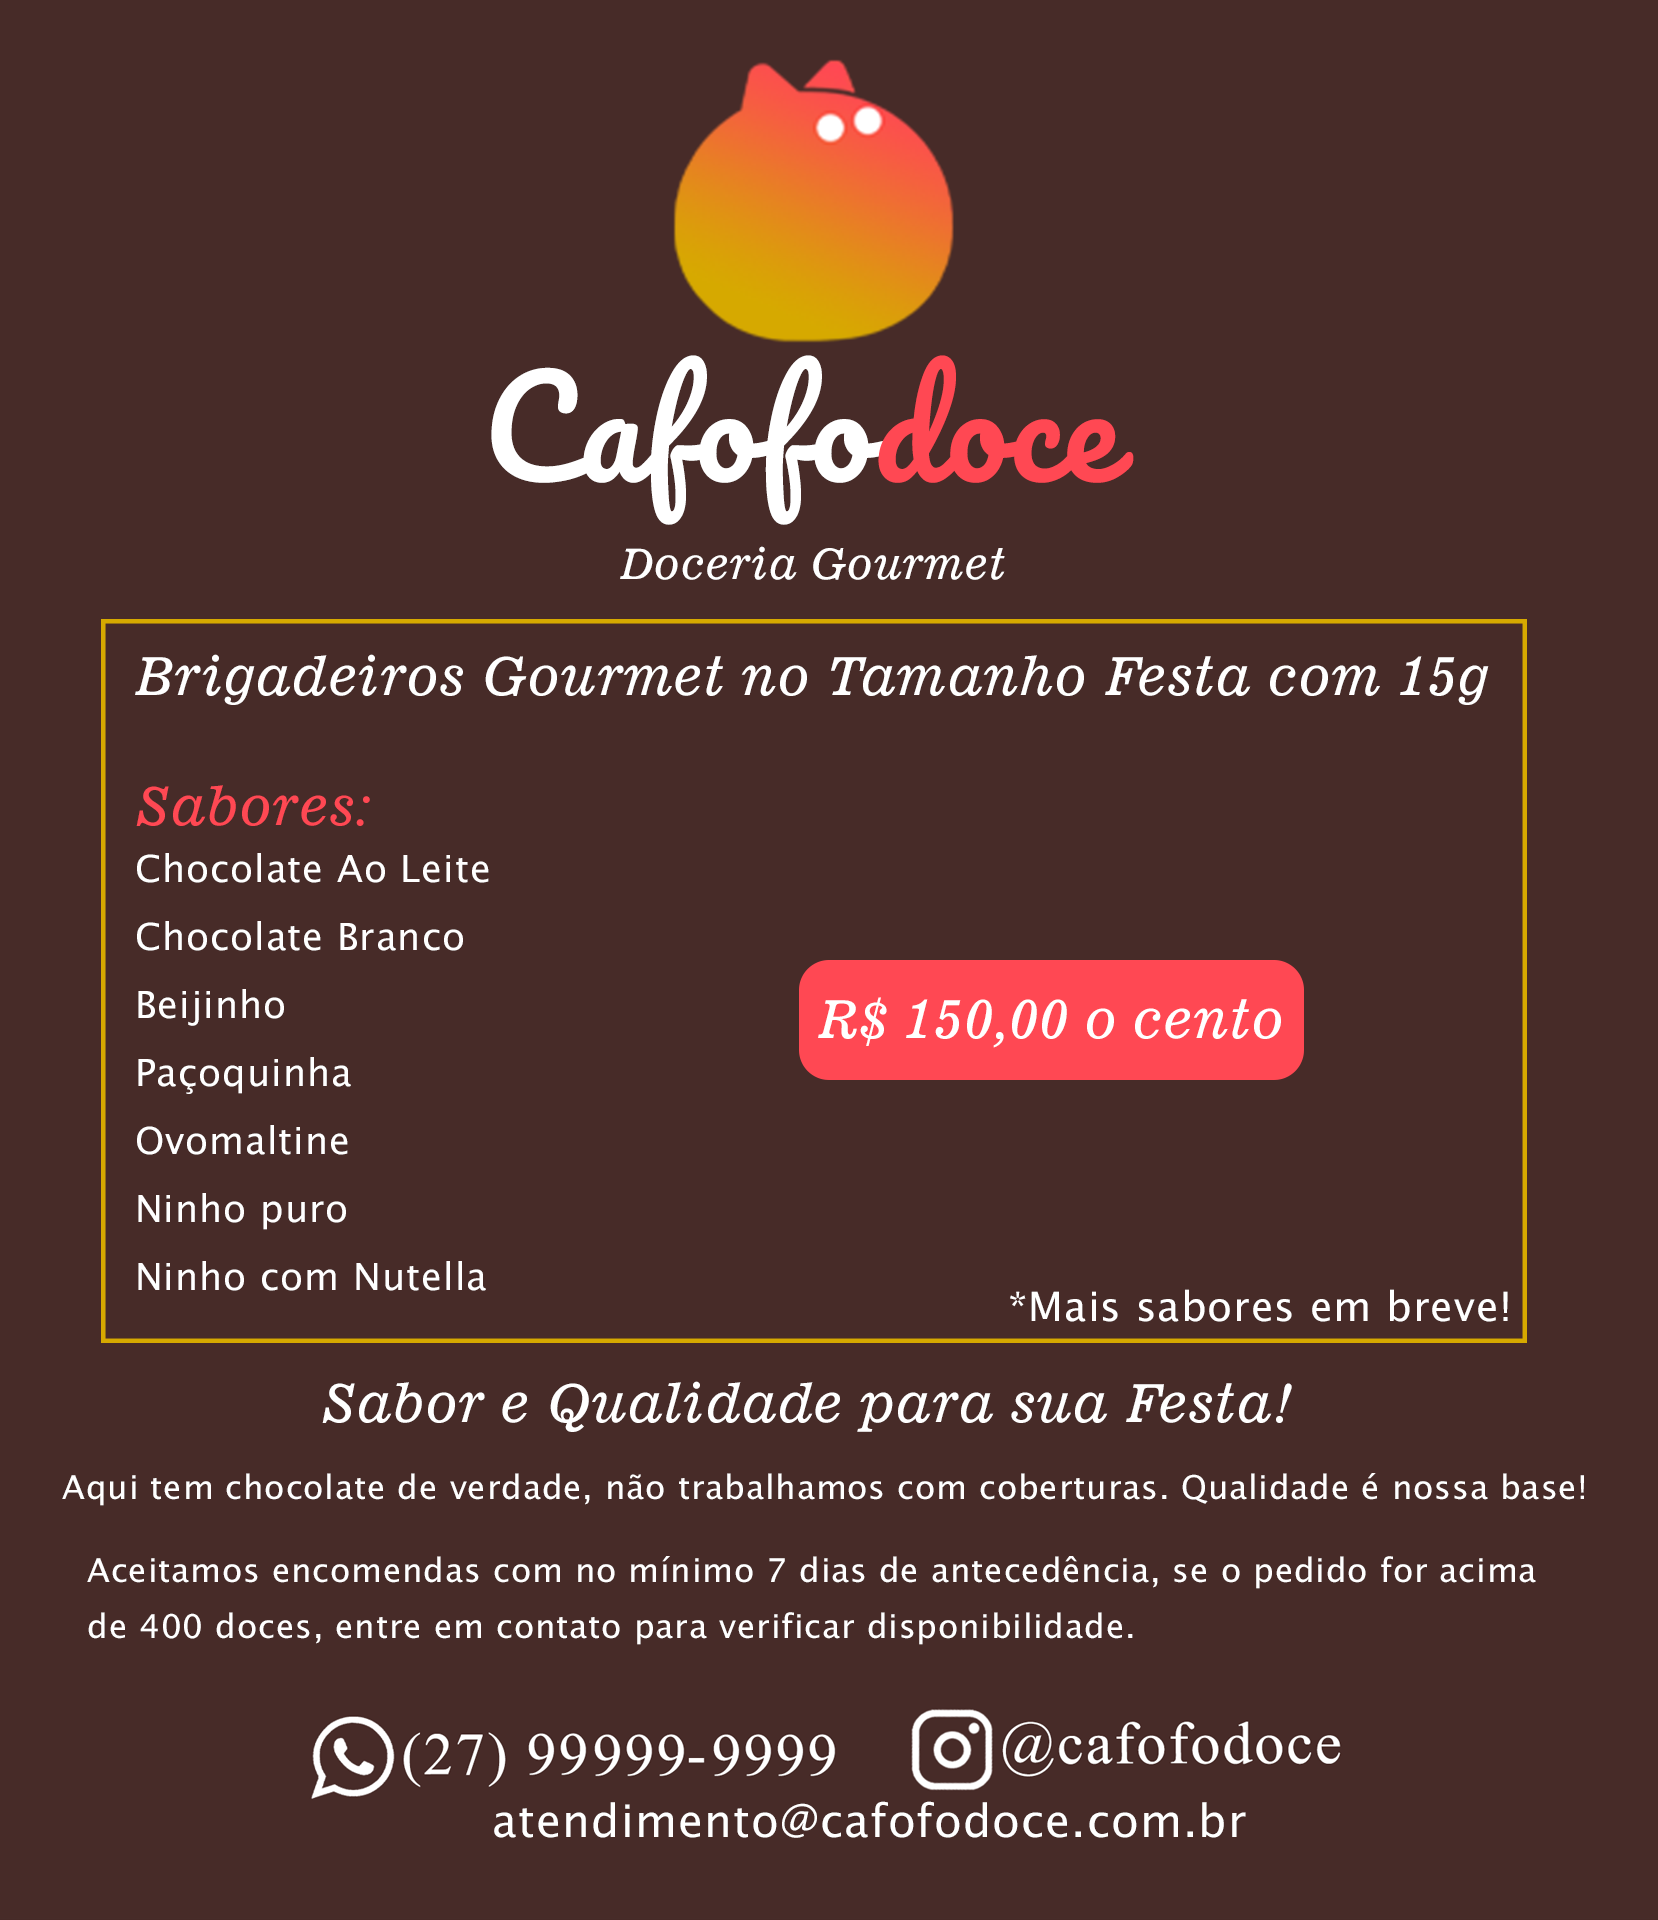 Cafofodoce
Doceria Gourmet
Brigadeiros Gourmet no Tamanho Festa com 15g
Sabores:
Chocolate Ao Leite
Chocolate Branco
Beijinho
Paçoquinha
Ovomaltine
Ninho puro
Ninho com Nutella
R$ 150,00 o cento
*Mais sabores em breve!
Sabor e Qualidade para sua Festa!
Aqui tem chocolate de verdade, não trabalhamos com coberturas. Qualidade é nossa base!
Aceitamos encomendas com no mínimo 7 dias de antecedência, se o pedido for acima
de 400 doces, entre em contato para verificar disponibilidade.
(27) 99999-9999 @cafofodoce
atendimento@cafofodoce.com.br